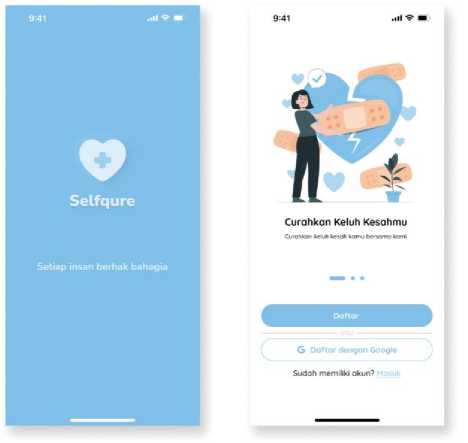 9:41
Selfqure
Setiap insan berhak bahagia
9:41
Curahkan Keluh Kesahmu
Curahkan keluh kesah kamu bersama kami
Daftar
atau
G Daftar dengan Google
Sudah memiliki akun? Masuk